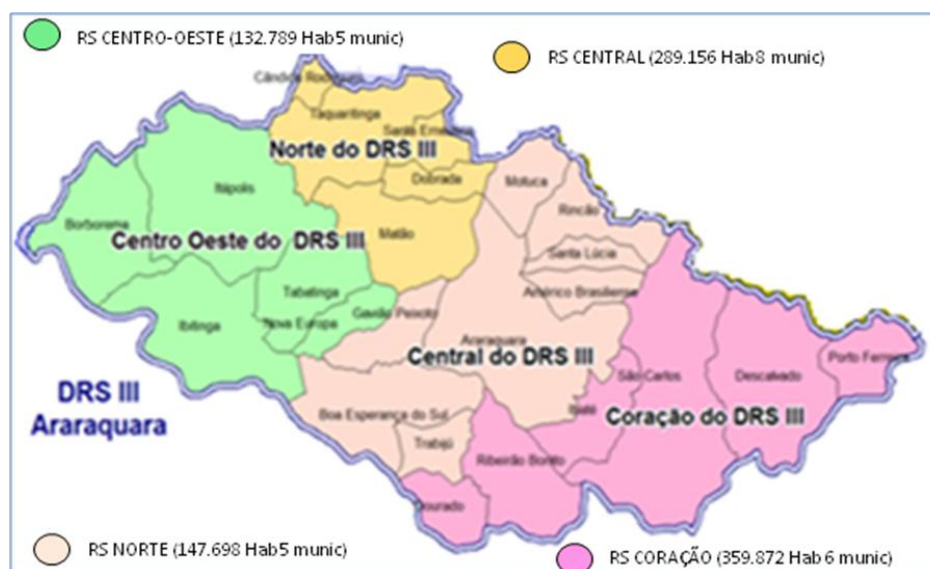 RS CENTRO-OESTE (132.789 Hab5 munic)
RS CENTRAL (289.156 Hab8 munic)
Cândido Rodrigues
Taquaritinga
Santa Ernestina
Norte do DRS III
Dobrada
Motuca
Itápolis
Rincão
Borborema
Matão
Centro Oeste do DRS III
Santa Lúcia
Tabatinga
Américo Brasiliense
Gavião Peixoto
Ibitinga
Nova Europa
Araraquara
Central do DRS III
Porto Ferreira
São Carlos
Descalvado
DRS III
Araraquara
Boa Esperança do Sul
Ibaté
Coração do DRS III
Trabijú
Ribeirão Bonito
Dourado
RS NORTE (147.698 Hab5 munic)
RS CORAÇÃO (359.872 Hab 6 munic)